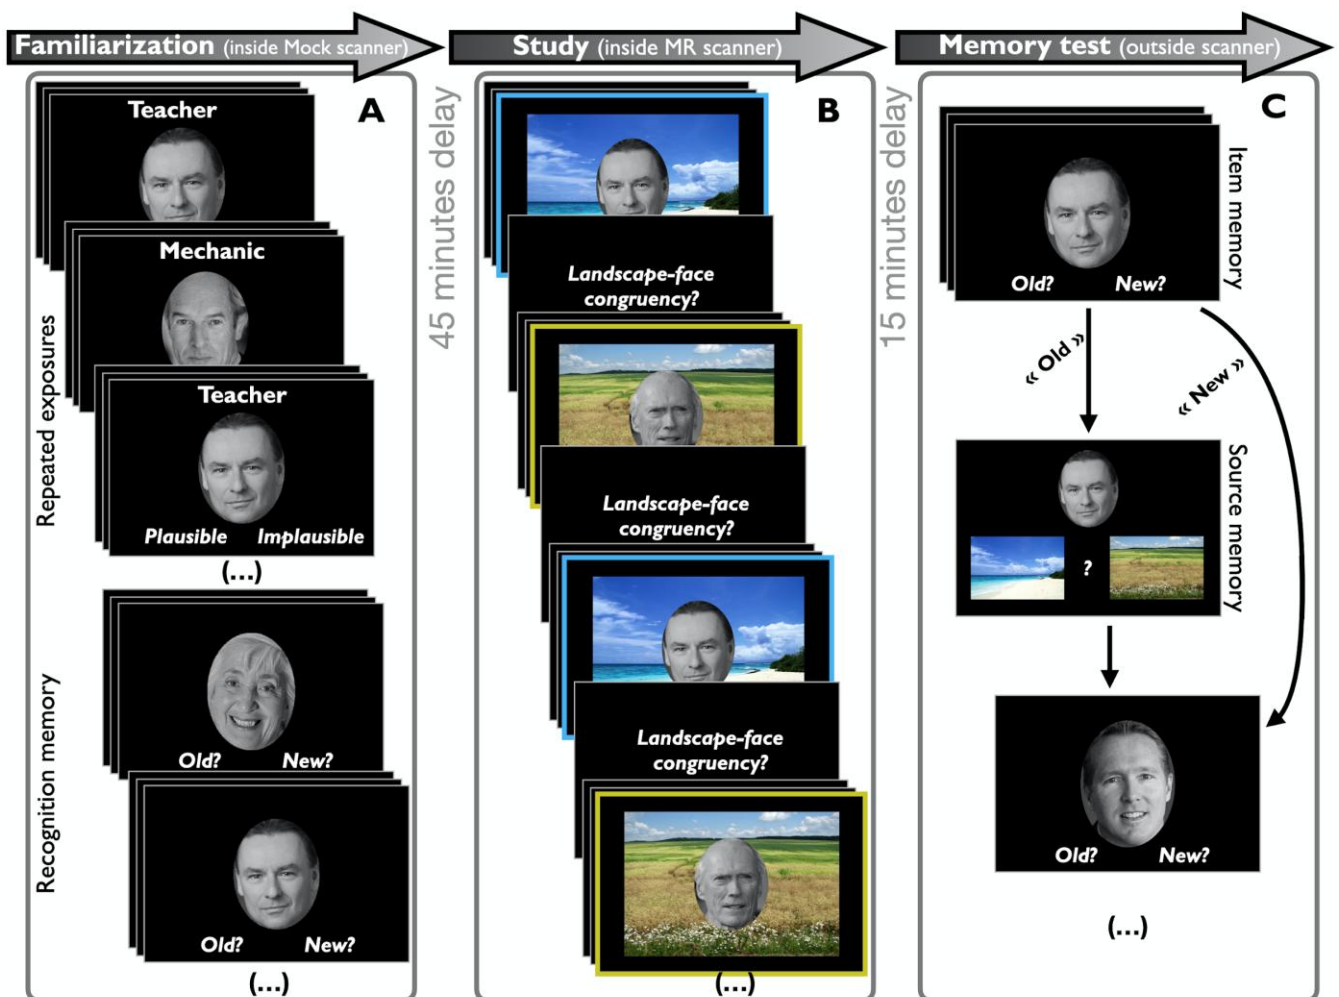 Familiarization (inside Mock scanner)
Study (inside MR scanner)
Memory test (outside scanner)
A
Teacher
Mechanic
Teacher
Plausible Implausible
(...)
Repeated exposures
Old? New?
Old? New?
(...)
Recognition memory
45 minutes delay
B
Landscape-face
congruency?
Landscape-face
congruency?
Landscape-face
congruency?
(...)
15 minutes delay
C
Old? New?
Item memory
« Old »
« New »
?
Source memory
Old? New?
(...)